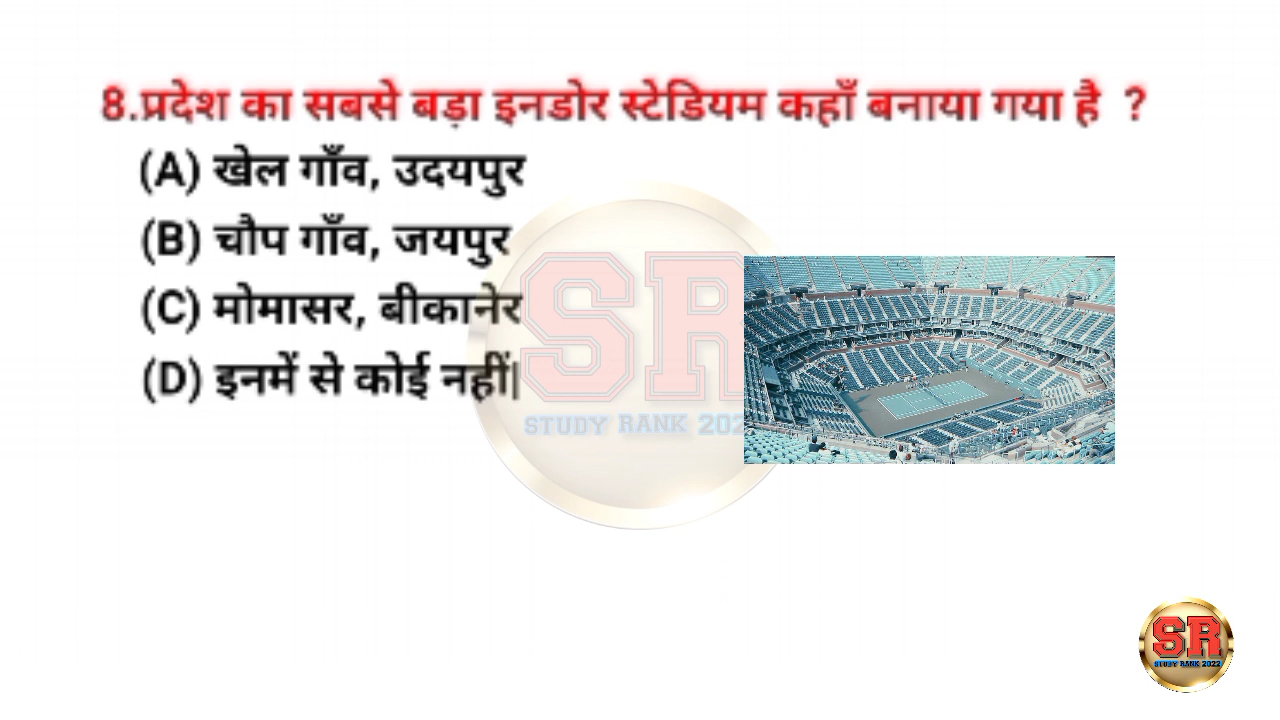 8.प्रदेश का सबसे बड़ा इनडोर स्टेडियम कहाँ बनाया गया है ?
(A) खेल गाँव, उदयपुर
(B) चौप गाँव, जयपुर
(C) मोमासर, बीकानेर
(D) इनमें से कोई नहीं|
SR
STUDY RANK 202
SR
STUDY RANK 2022